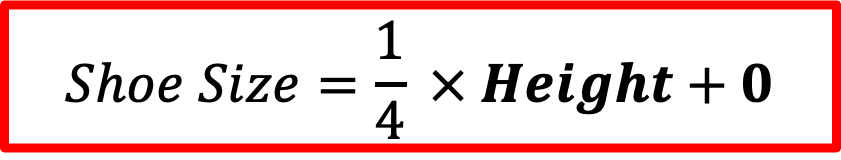 Shoe Size = 1/4 × Height + 0